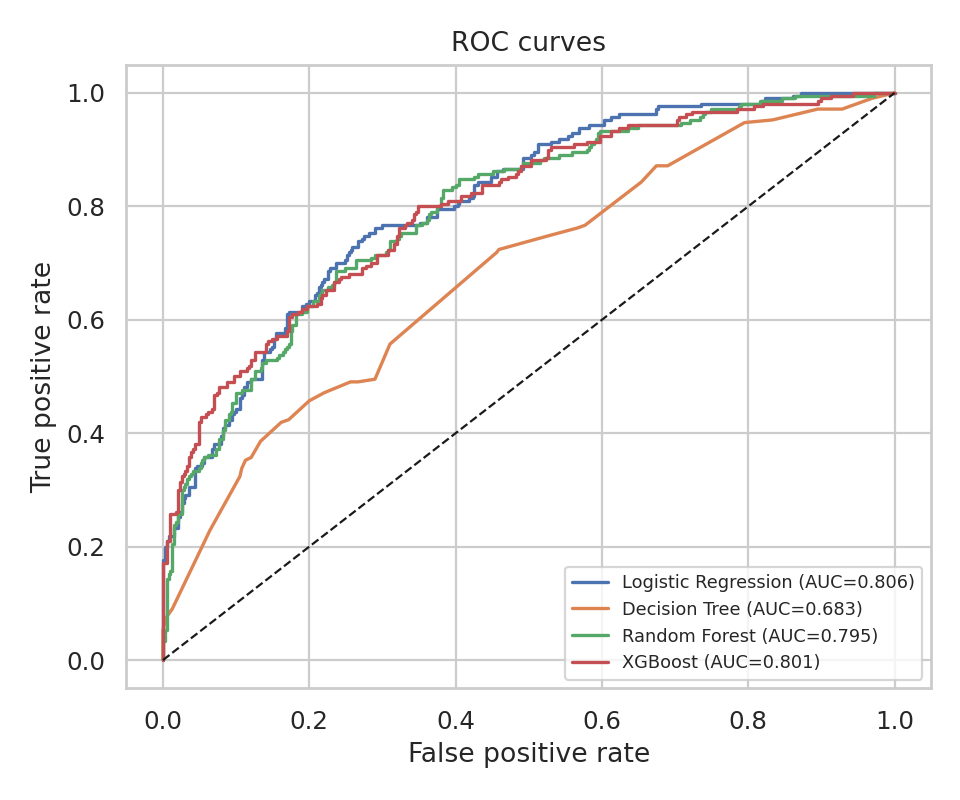 ROC curves
True positive rate
1.0
0.8
0.6
0.4
0.2
0.0
Logistic Regression (AUC=0.806)
Decision Tree (AUC=0.683)
Random Forest (AUC=0.795)
XGBoost (AUC=0.801)
0.0 0.2 0.4 0.6 0.8 1.0
False positive rate